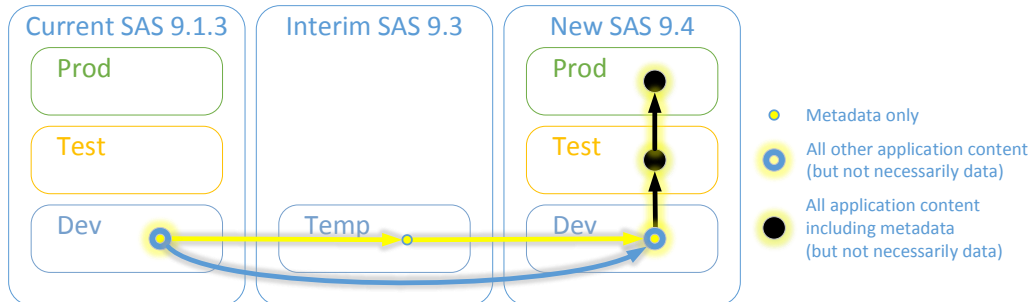 Current SAS 9.1.3
Interim SAS 9.3
New SAS 9.4
Prod
Prod
Test
Test
Dev
Temp
Dev
Metadada only
All other application content
(but not necessarily data)
All application content
including metadata
(but not necessarily data)